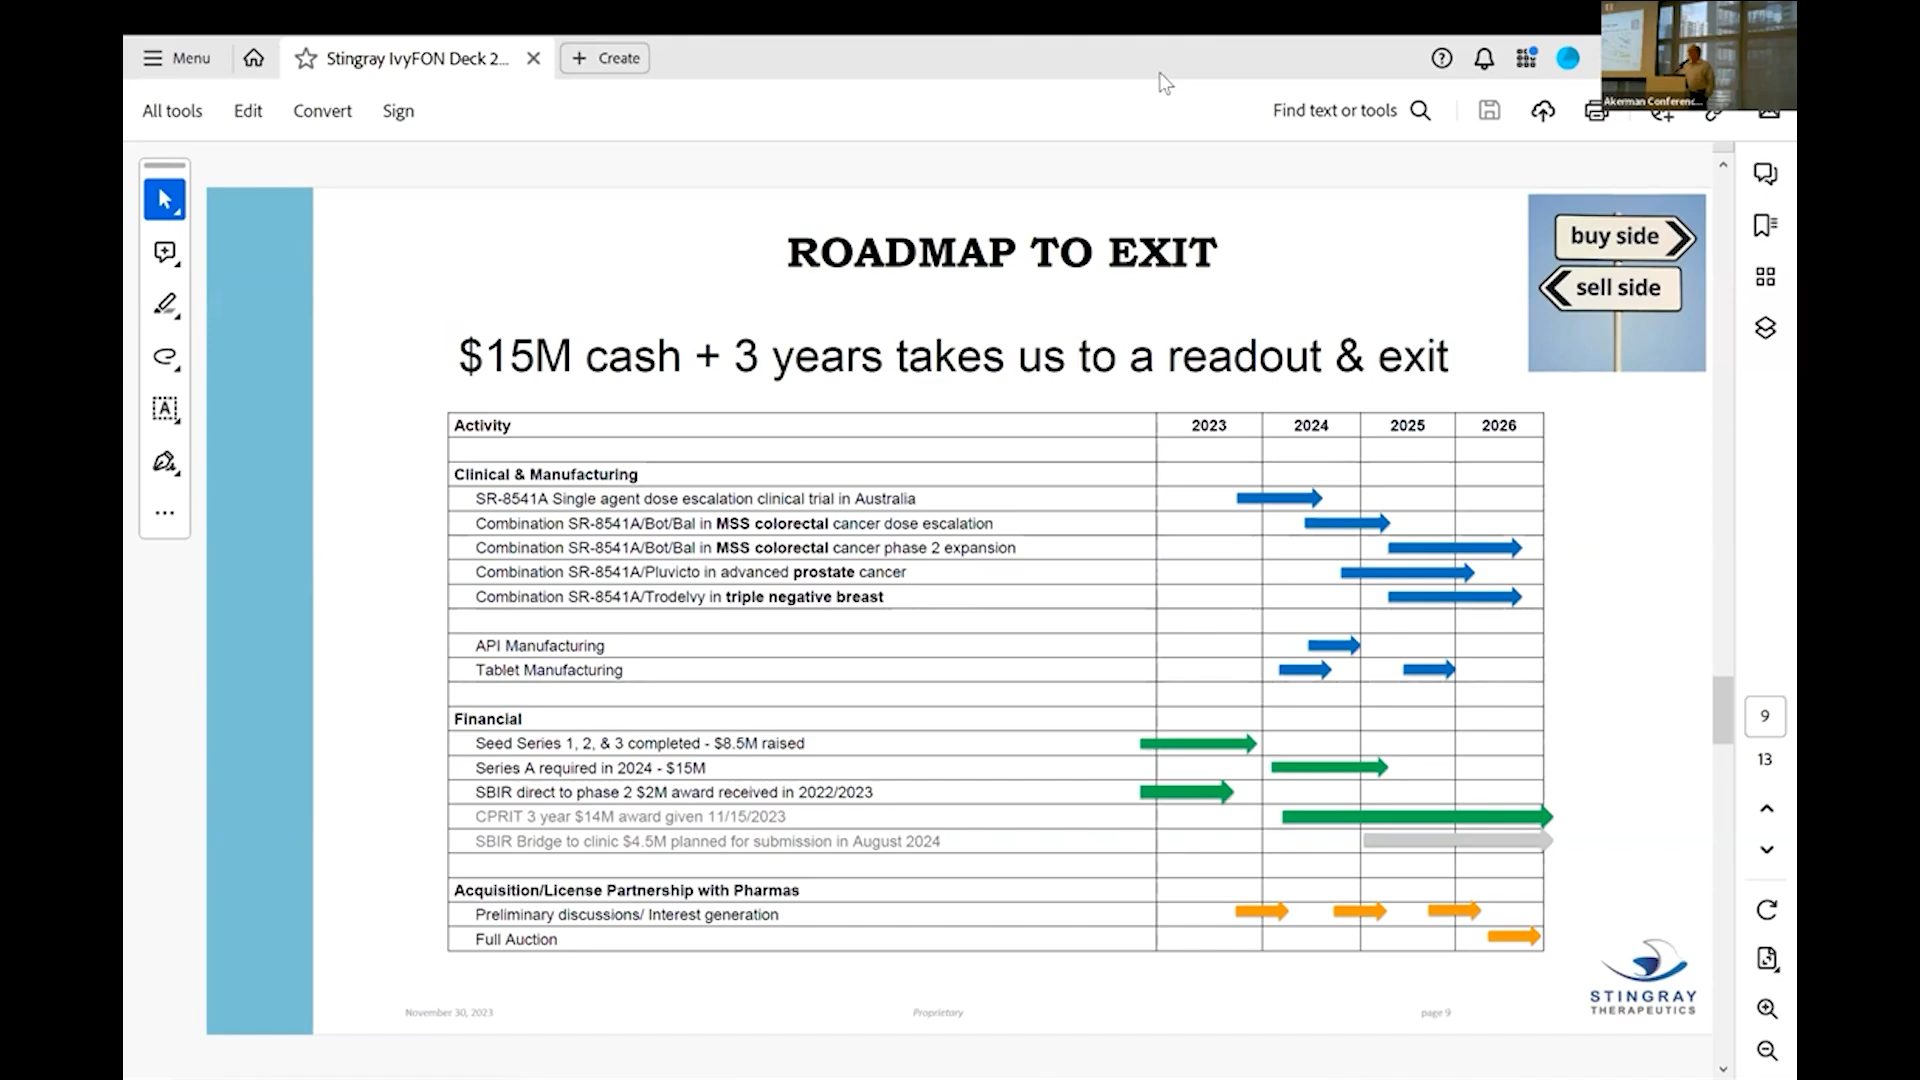 Menu
Stingray IvyFON Deck 2...
Create
All tools
Edit
Convert
Sign
Find text or tools
Akerman Conferenc...
buy side
sell side
ROADMAP TO EXIT
$15M cash + 3 years takes us to a readout & exit
Activity 2023 2024 2025 2026
Clinical & Manufacturing
SR-8541A Single agent dose escalation clinical trial in Australia
Combination SR-8541A/Bot/Bal in MSS colorectal cancer dose escalation
Combination SR-8541A/Bot/Bal in MSS colorectal cancer phase 2 expansion
Combination SR-8541A/Pluvicto in advanced prostate cancer
Combination SR-8541A/Trodelvy in triple negative breast
API Manufacturing
Tablet Manufacturing
Financial
Seed Series 1, 2, & 3 completed - $8.5M raised
Series A required in 2024 - $15M
SBIR direct to phase 2 $2M award received in 2022/2023
CPRIT 3 year $14M award given 11/15/2023
SBIR Bridge to clinic $4.5M planned for submission in August 2024
Acquisition/License Partnership with Pharmas
Preliminary discussions/ Interest generation
Full Auction
November 30, 2023
Proprietary
page 9
STINGRAY
THERAPEUTICS
9
13